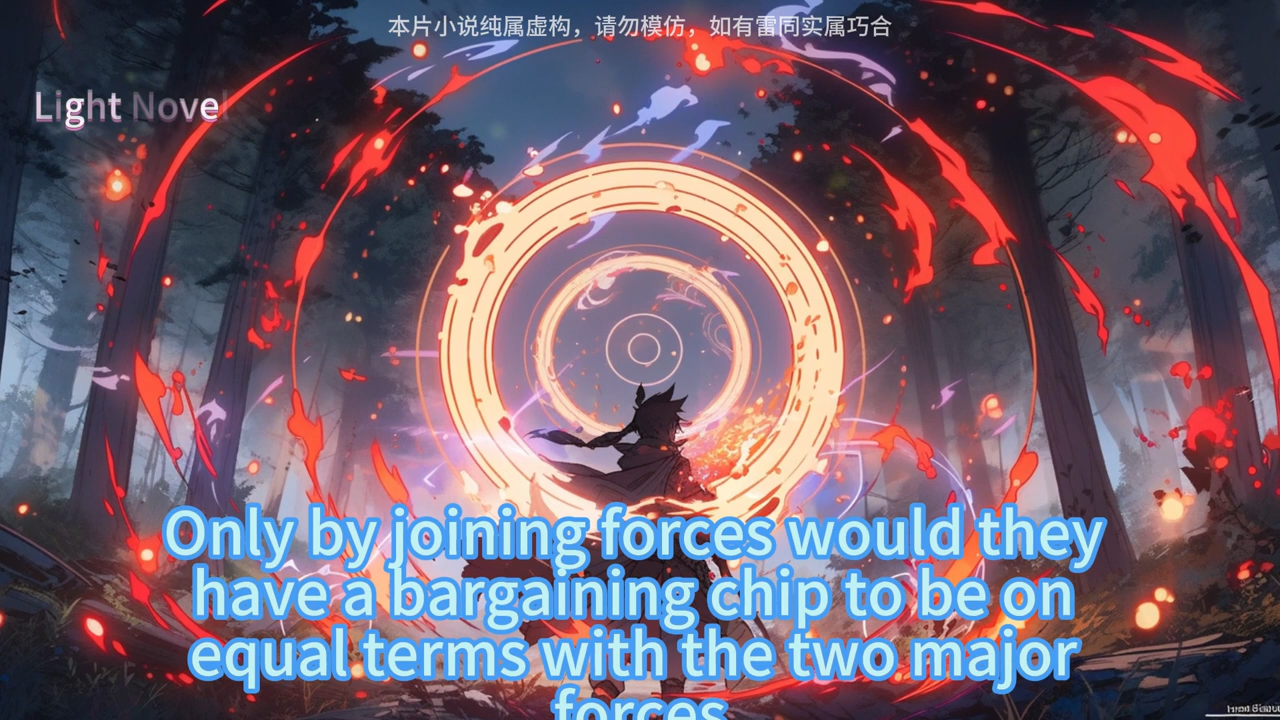 本片小说纯属虚构，请勿模仿，如有雷同实属巧合
Light Novel
Only by joining forces would they
have a bargaining chip to be on
equal terms with the two major
forces